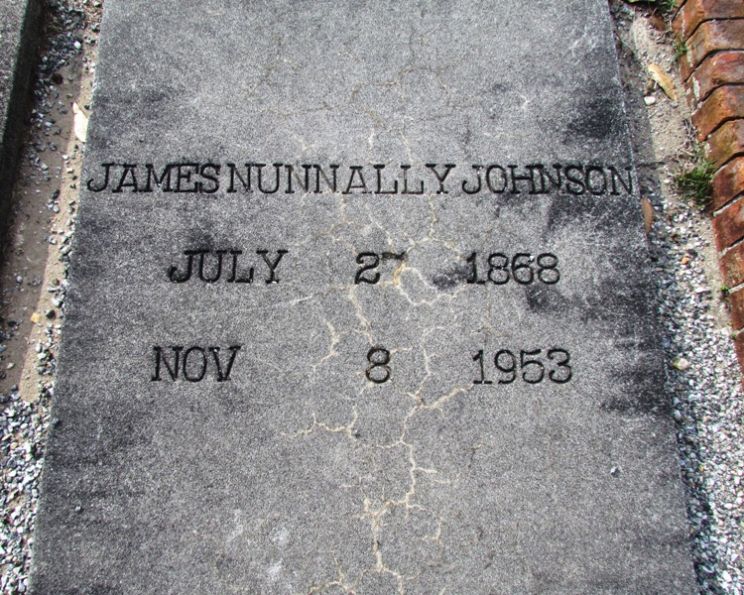 JAMES NUNNALLY JOHNSON
JULY 27 1868
NOV 8 1953